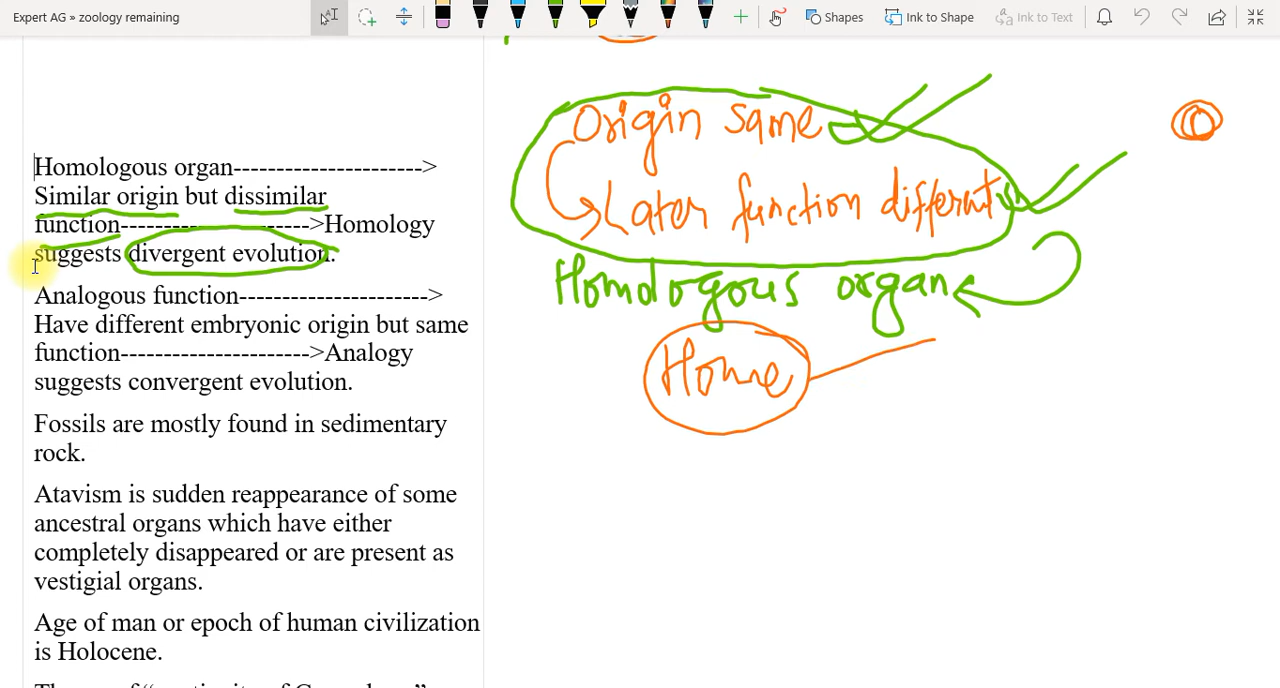 Expert AG » zoology remaining
Shapes
Ink to Shape
Ink to Text
Homologous organ---------------------->
Similar origin but dissimilar
function---------------------->Homology
suggests divergent evolution.
Analogous function---------------------->
Have different embryonic origin but same
function---------------------->Analogy
suggests convergent evolution.
Fossils are mostly found in sedimentary
rock.
Atavism is sudden reappearance of some
ancestral organs which have either
completely disappeared or are present as
vestigial organs.
Age of man or epoch of human civilization
is Holocene.
Origin same
Later function different
Homologous organ
Home